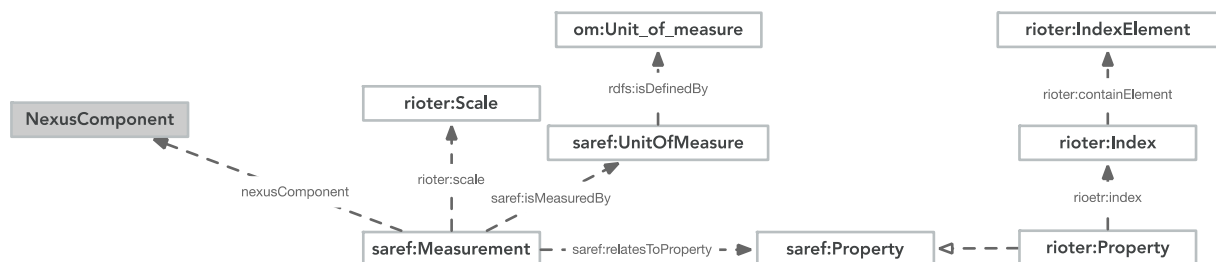 om:Unit_of_measure
rioter:IndexElement
rdfs:isDefinedBy
rioter:containElement
rioter:Scale
NexusComponent
saref:UnitOfMeasure
rioter:Index
nexusComponent
rioter:scale
saref:isMeasuredBy
rioetr:index
saref:Measurement
saref:relatesToProperty
saref:Property
rioter:Property